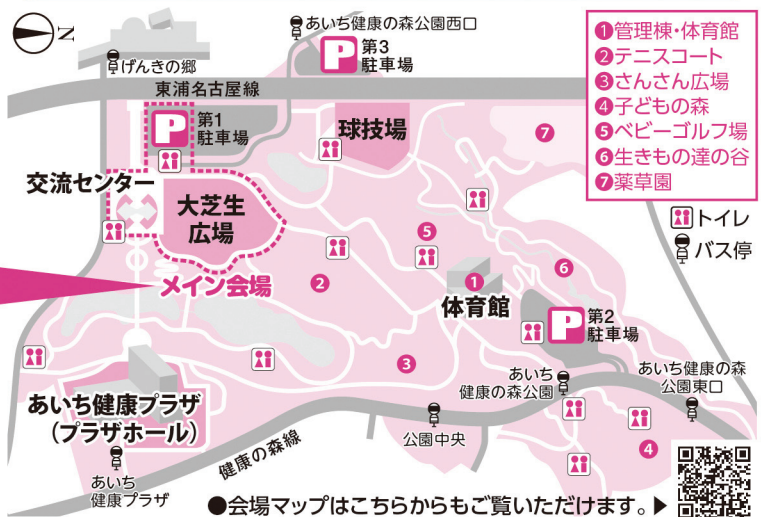 N
あいち健康の森公園西口
げんきの郷
P 第3
駐車場
東浦名古屋線
P 第1
駐車場
球技場
交流センター
大芝生
広場
メイン会場
❶管理棟・体育館
❷テニスコート
❸さんさん広場
❹子どもの森
❺ベビーゴルフ場
❻生きもの達の谷
❼薬草園
トイレ
バス停
❼
❺
❻
❷
❶
体育館
P 第2
駐車場
❸
あいち
健康の森公園
あいち健康の森
公園東口
あいち健康プラザ
(プラザホール)
公園中央
健康の森線
❹
あいち
健康プラザ
●会場マップはこちらからもご覧いただけます。▶